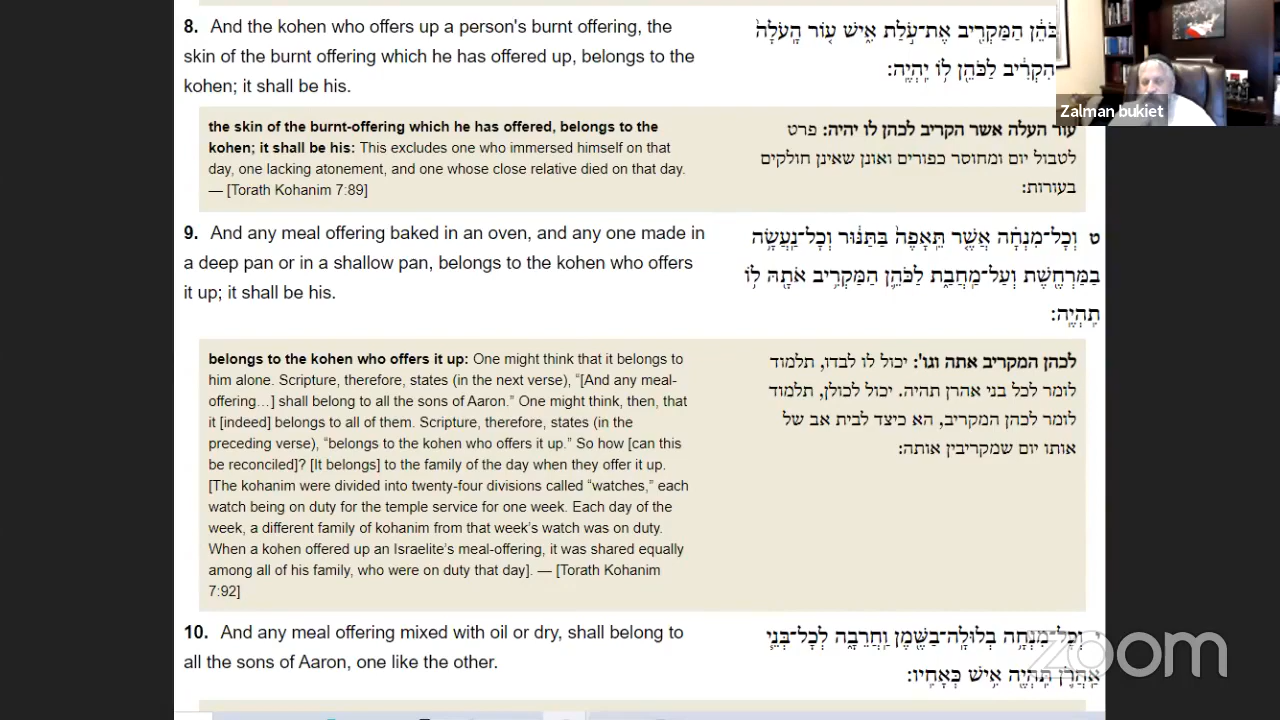 8. And the kohen who offers up a person's burnt offering, the
skin of the burnt offering which he has offered up, belongs to the
kohen; it shall be his.
כֹּהֵ֔ן הַמַּקְרִ֖יב אֶת־עֹ֣לַת אִ֑ישׁ ע֤וֹר הָֽעֹלָה֙
הִקְרִ֔יב לַכֹּהֵ֖ן ל֥וֹ יִֽהְיֶֽה:
Zalman bukiet
the skin of the burnt-offering which he has offered, belongs to the
kohen; it shall be his: This excludes one who immersed himself on that
day, one lacking atonement, and one whose close relative died on that day.
— [Torath Kohanim 7:89]
עור העלה אשר הקריב לכהן לו יהיה: פרט
לטבול יום ומחוסר כפורים ואונן שאינן חולקים
בעורות:
9. And any meal offering baked in an oven, and any one made in
a deep pan or in a shallow pan, belongs to the kohen who offers
it up; it shall be his.
ט וְכָל־מִנְחָ֗ה אֲשֶׁ֤ר תֵּֽאָפֶה֙ בַּתַּנּ֔וּר וְכָל־נַֽעֲשָׂ֥ה
בַמַּרְחֶ֖שֶׁת וְעַל־מַֽחֲבַ֑ת לַכֹּהֵ֛ן הַמַּקְרִ֥יב אֹתָ֖הּ ל֥וֹ
תִֽהְיֶֽה:
belongs to the kohen who offers it up: One might think that it belongs to
him alone. Scripture, therefore, states (in the next verse), “[And any meal-
offering…] shall belong to all the sons of Aaron.” One might think, then, that
it [indeed] belongs to all of them. Scripture, therefore, states (in the
preceding verse), “belongs to the kohen who offers it up.” So how [can this
be reconciled]? [It belongs] to the family of the day when they offer it up.
[The kohanim were divided into twenty-four divisions called “watches,” each
watch being on duty for the temple service for one week. Each day of the
week, a different family of kohanim from that week’s watch was on duty.
When a kohen offered up an Israelite’s meal-offering, it was shared equally
among all of his family, who were on duty that day]. — [Torath Kohanim
7:92]
לכהן המקריב אתה וגו': יכול לו לבדו, תלמוד
לומר לכל בני אהרן תהיה. יכול לכולן, תלמוד
לומר לכהן המקריב, הא כיצד לבית אב של
אותו יום שמקריבין אותה:
10. And any meal offering mixed with oil or dry, shall belong to
all the sons of Aaron, one like the other.
י וְכָל־מִנְחָ֥ה בְלוּלָֽה־בַשֶּׁ֖מֶן וַֽחֲרֵבָ֑ה לְכָל־בְּנֵ֧י
אַֽהֲרֹ֛ן תִּֽהְיֶ֖ה אִ֥ישׁ כְּאָחִֽיו:
zoom